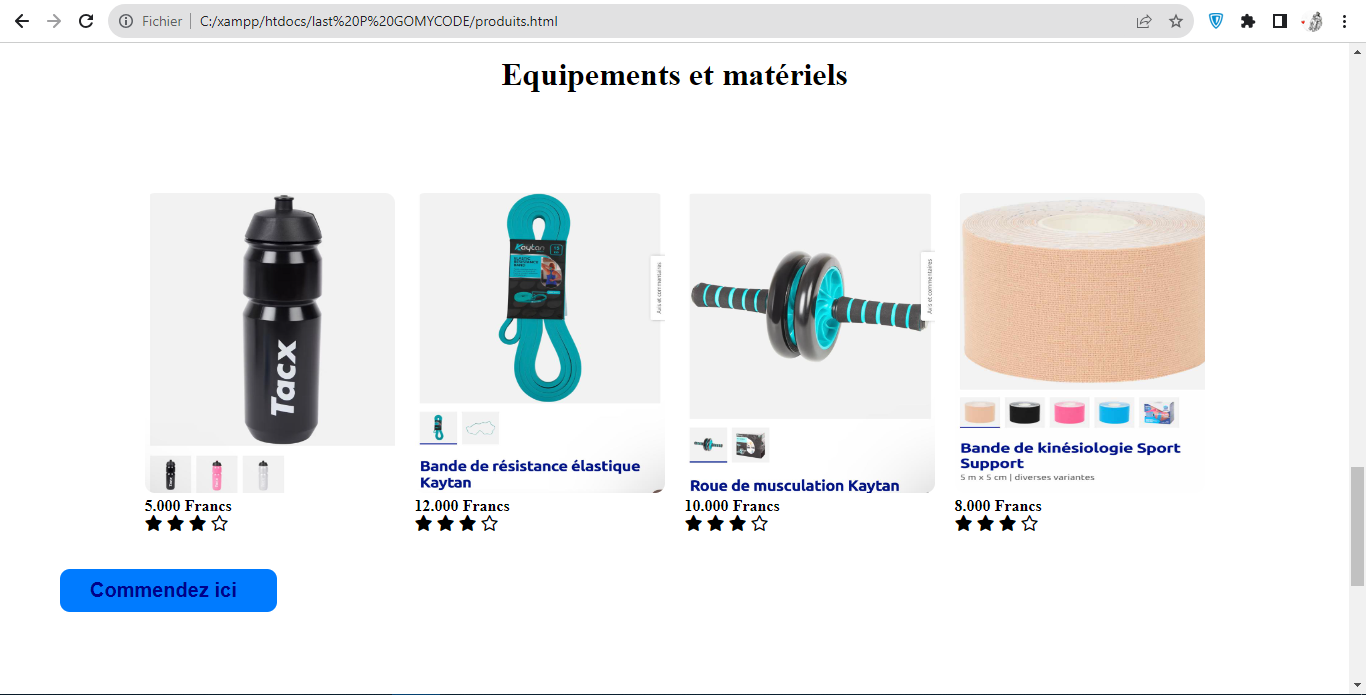 Fichier C:/xampp/htdocs/last%20P%20GOMYCODE/produits.html
Equipements et matériels
Tacx
Kaytan
Avis et commentaires
Avis et commentaires
Bande de résistance élastique
Kaytan
Roue de musculation Kaytan
Bande de kinésiologie Sport
Support
5 m x 5 cm | diverses variantes
5.000 Francs
12.000 Francs
10.000 Francs
8.000 Francs
Commendez ici